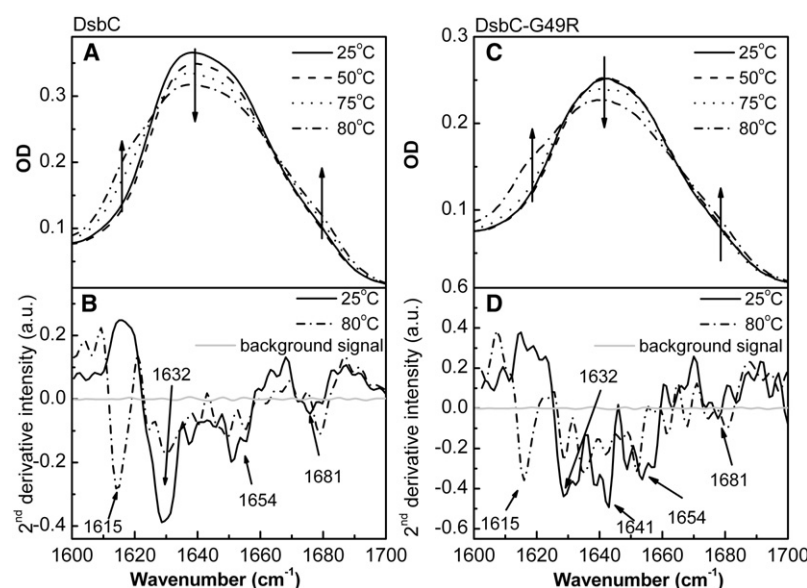 DsbC
DsbC-G49R
A
25°C
50°C
75°C
80°C
0.3
0.2
0.1
OD
C
25°C
50°C
75°C
80°C
0.3
0.2
0.1
OD
B
25°C
80°C
background signal
0.2
0.0
-0.2
-0.4
2nd derivative intensity (a.u.)
1632
1681
1654
1615
1600 1620 1640 1660 1680 1700
Wavenumber (cm-1)
D
25°C
80°C
background signal
0.6
0.4
0.2
0.0
-0.2
-0.4
-0.6
2nd derivative intensity (a.u.)
1632
1681
1654
1641
1615
1600 1620 1640 1660 1680 1700
Wavenumber (cm-1)